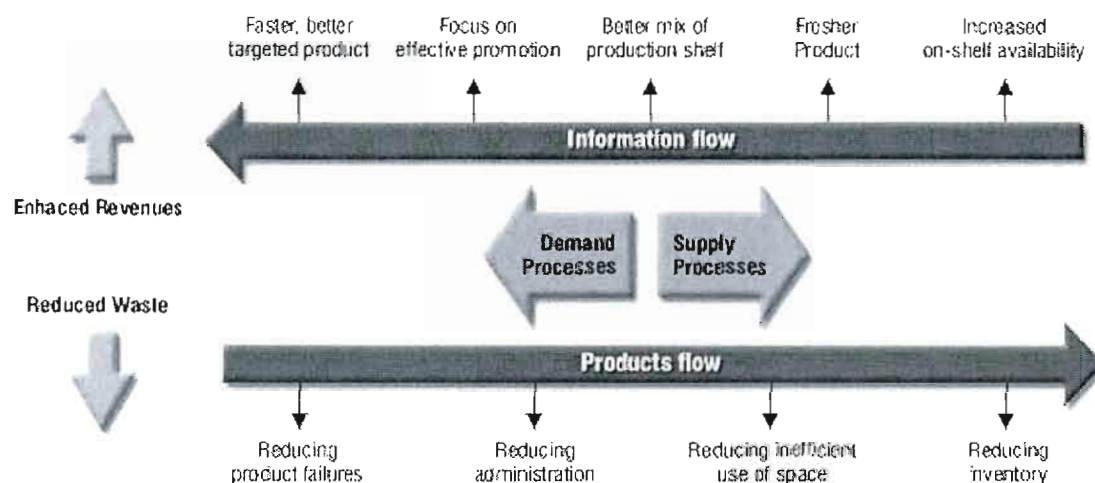 Faster, better
targeted product
Focus on
effective promotion
Better mix of
production shelf
Frosher
Product
Increased
on-shelf availability
Information flow
Enhaced Revenues
Demand
Processes
Supply
Processes
Reduced Waste
Products flow
Reducing
product failures
Reducing
administration
Reducing inefficient
use of space
Reducing
inventory